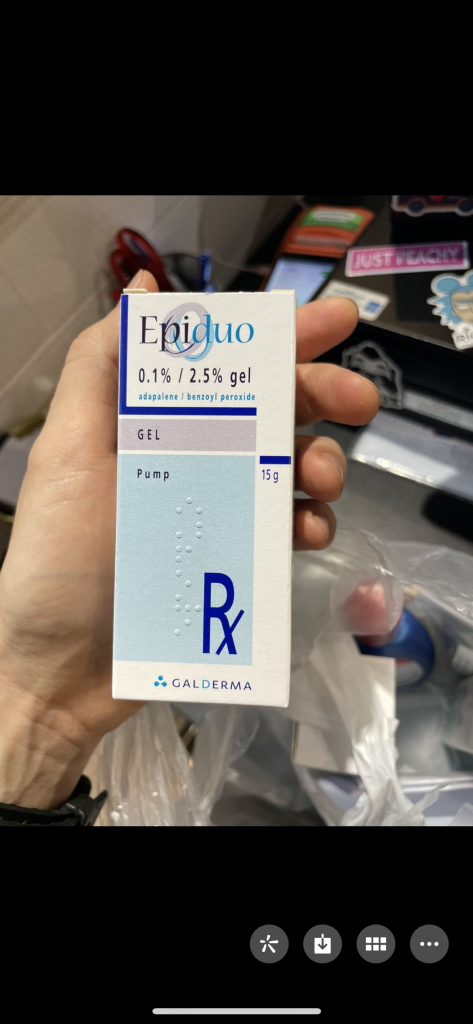 JUST PEACHY
Epiduo
0.1% / 2.5% gel
adapalene / benzoyl peroxide
GEL
Pump
15g
Rx
GALDERMA